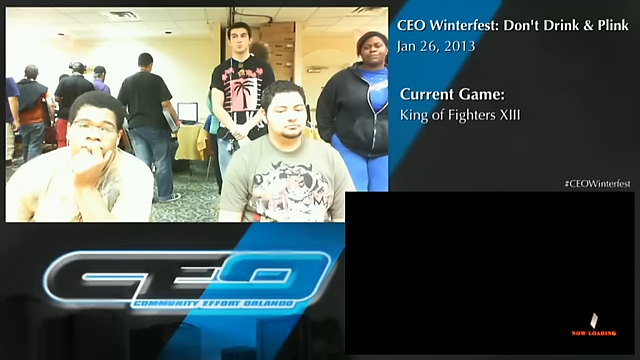 CEO Winterfest: Don't Drink & Plink
Jan 26, 2013
Current Game:
King of Fighters XIII
#CEOWinterfest
CEO
COMMUNITY EFFORT ORLANDO
NOW LOADING